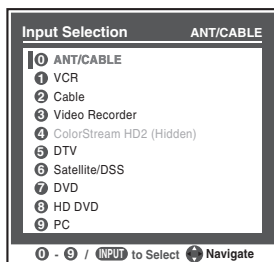 Input Selection ANT/CABLE
0 ANT/CABLE
1 VCR
2 Cable
3 Video Recorder
4 ColorStream HD2 (Hidden)
5 DTV
6 Satellite/DSS
7 DVD
8 HD DVD
9 PC
0 - 9 / INPUT to Select Navigate